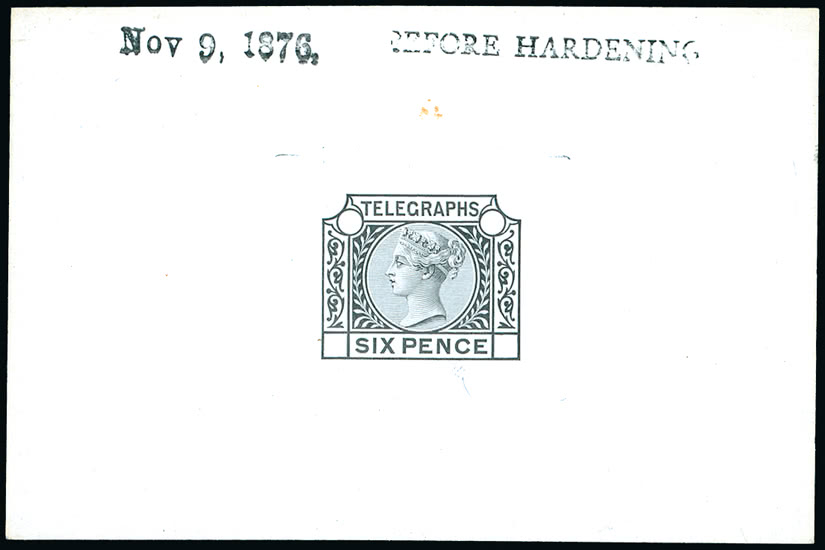 Nov 9, 1876. BEFORE HARDENING
TELEGRAPHS
SIX PENCE